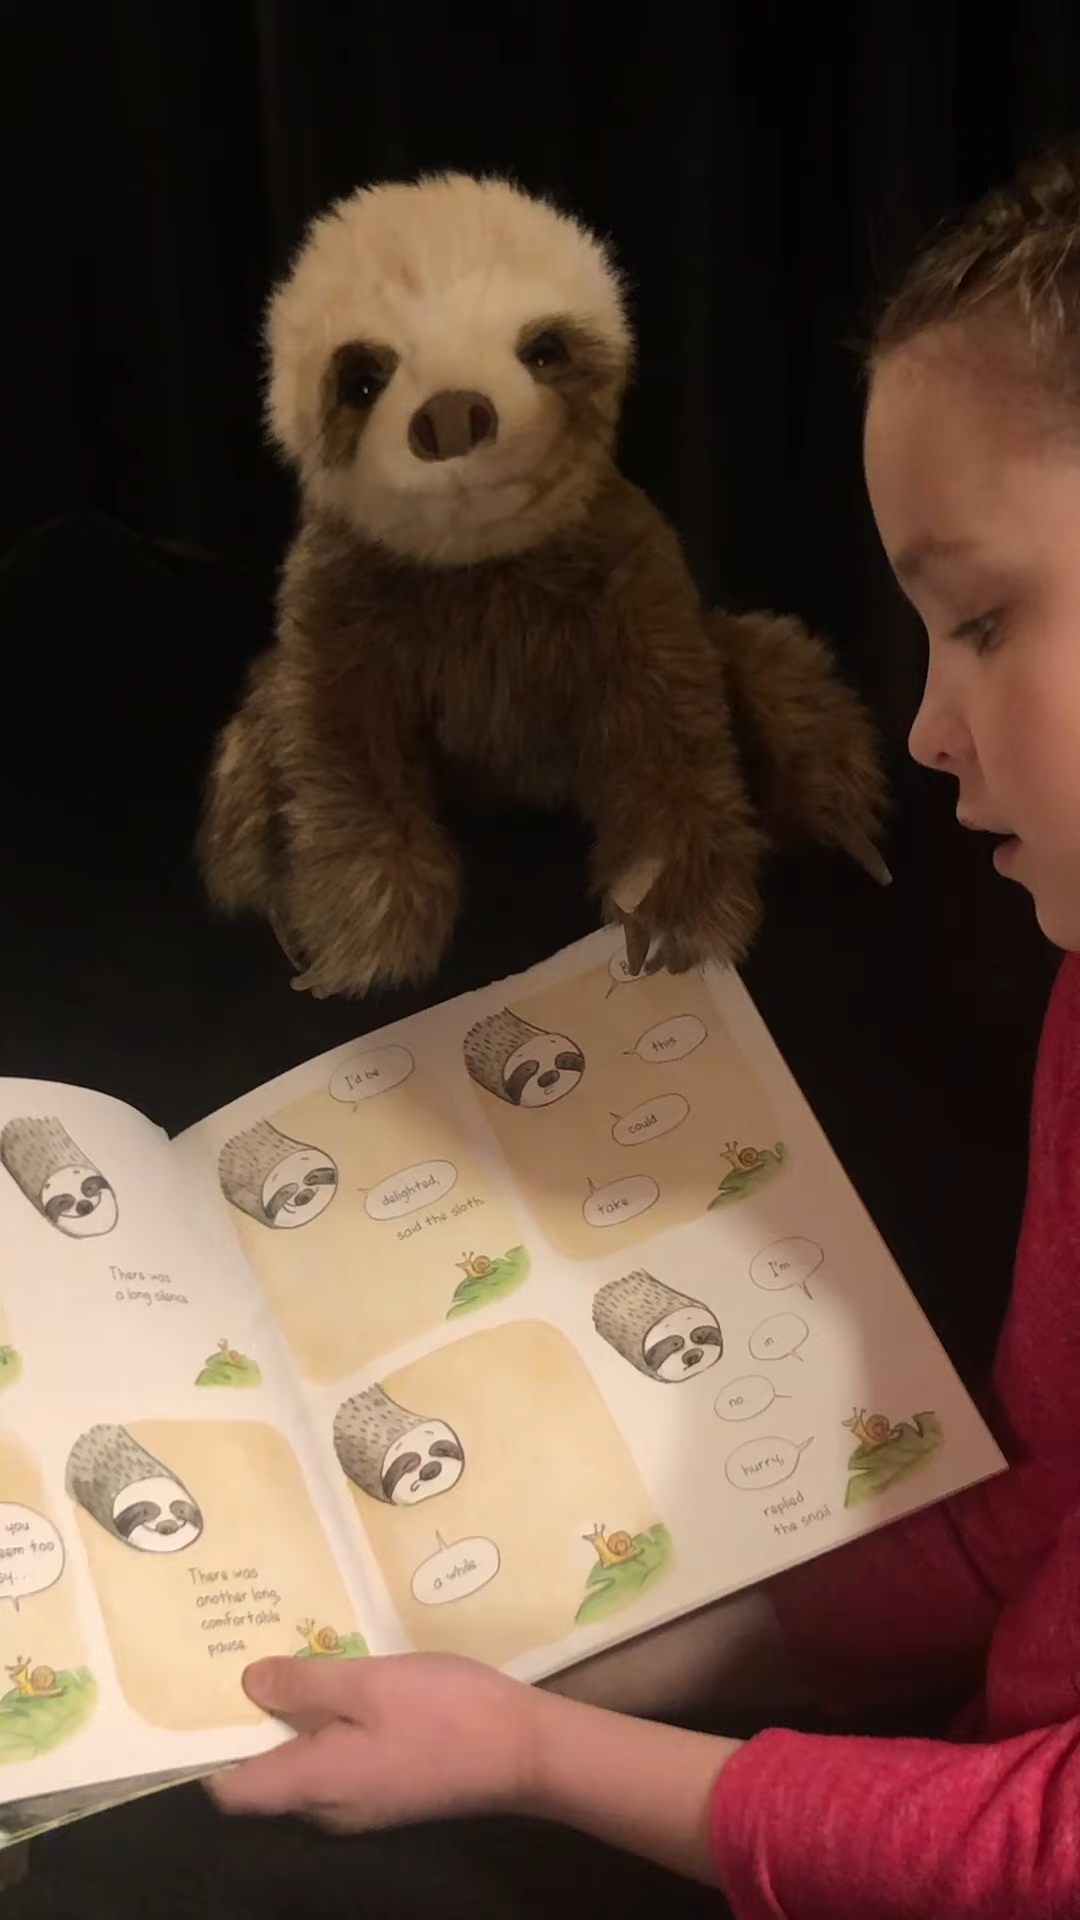 There was
a long silence.
you
too
There was
another long,
comfortable
pause.
I'd be
delighted,
said the sloth.
this
could
take
a while.
I'm
in
no
hurry,
replied
the snail.